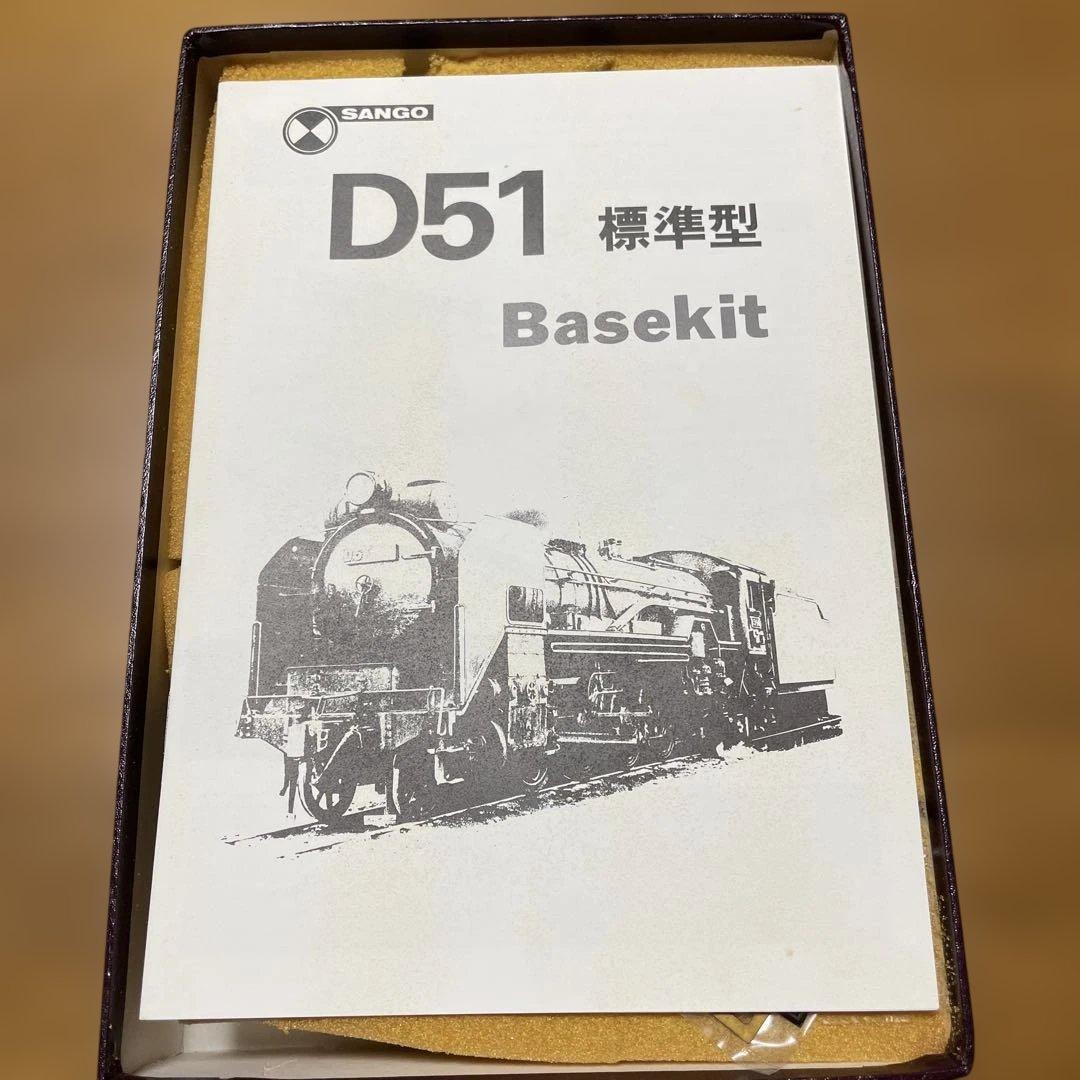 SANGO
D51 標準型
Basekit